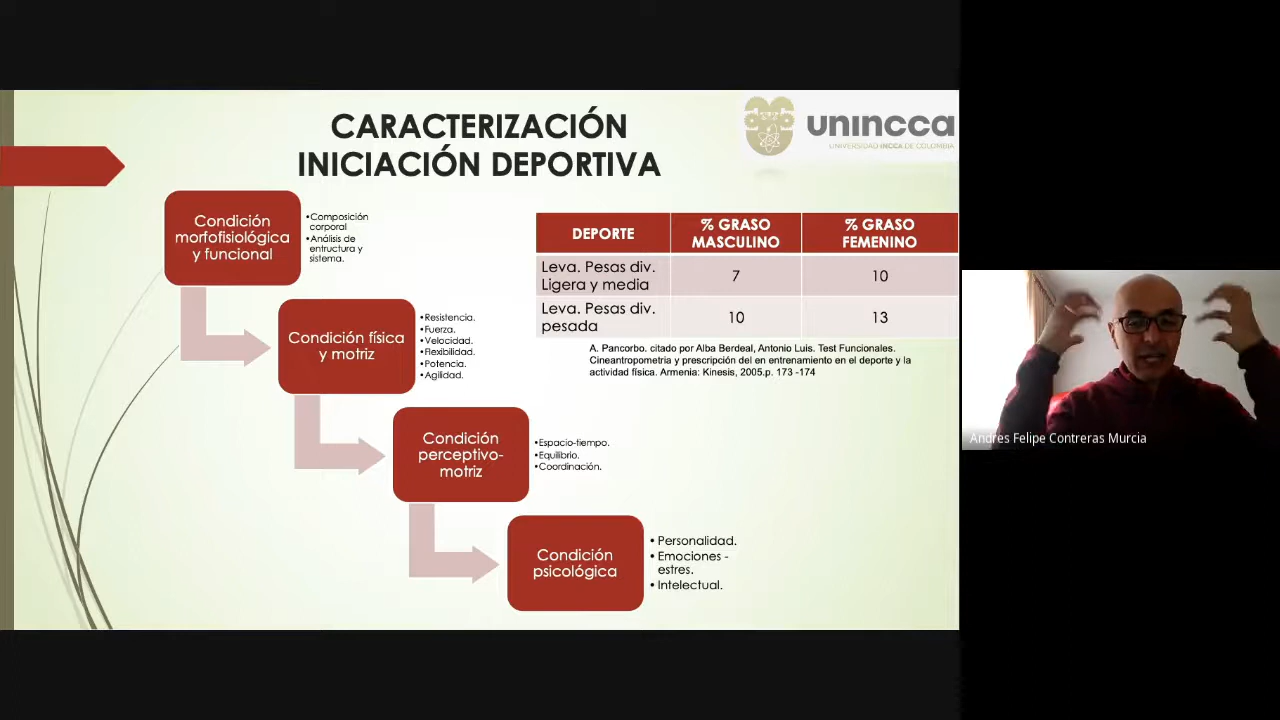 CARACTERIZACIÓN
INICIACIÓN DEPORTIVA
unincca
UNIVERSIDAD INCCA DE COLOMBIA
Condición
morfofisiológica
y funcional
•Composición
corporal
•Análisis de
entructura y
sistema.
Condición física
y motriz
•Resistencia.
•Fuerza.
•Velocidad.
•Flexibilidad.
•Potencia.
•Agilidad.
Condición
perceptivo-
motriz
•Espacio-tiempo.
•Equilibrio.
•Coordinación.
Condición
psicológica
• Personalidad.
• Emociones -
estres.
• Intelectual.
DEPORTE
% GRASO
MASCULINO
% GRASO
FEMENINO
Leva. Pesas div.
Ligera y media
7
10
Leva. Pesas div.
pesada
10
13
A. Pancorbo. citado por Alba Berdeal, Antonio Luis. Test Funcionales.
Cineantropometria y prescripción del en entrenamiento en el deporte y la
actividad física. Armenia: Kinesis, 2005.p. 173 -174
Andres Felipe Contreras Murcia